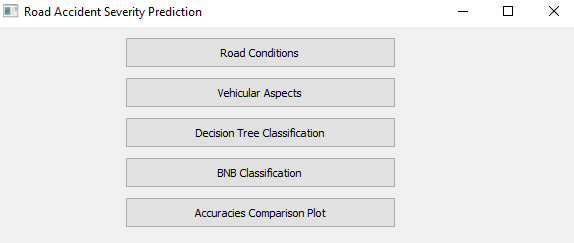 Road Accident Severity Prediction
Road Conditions
Vehicular Aspects
Decision Tree Classification
BNB Classification
Accuracies Comparison Plot